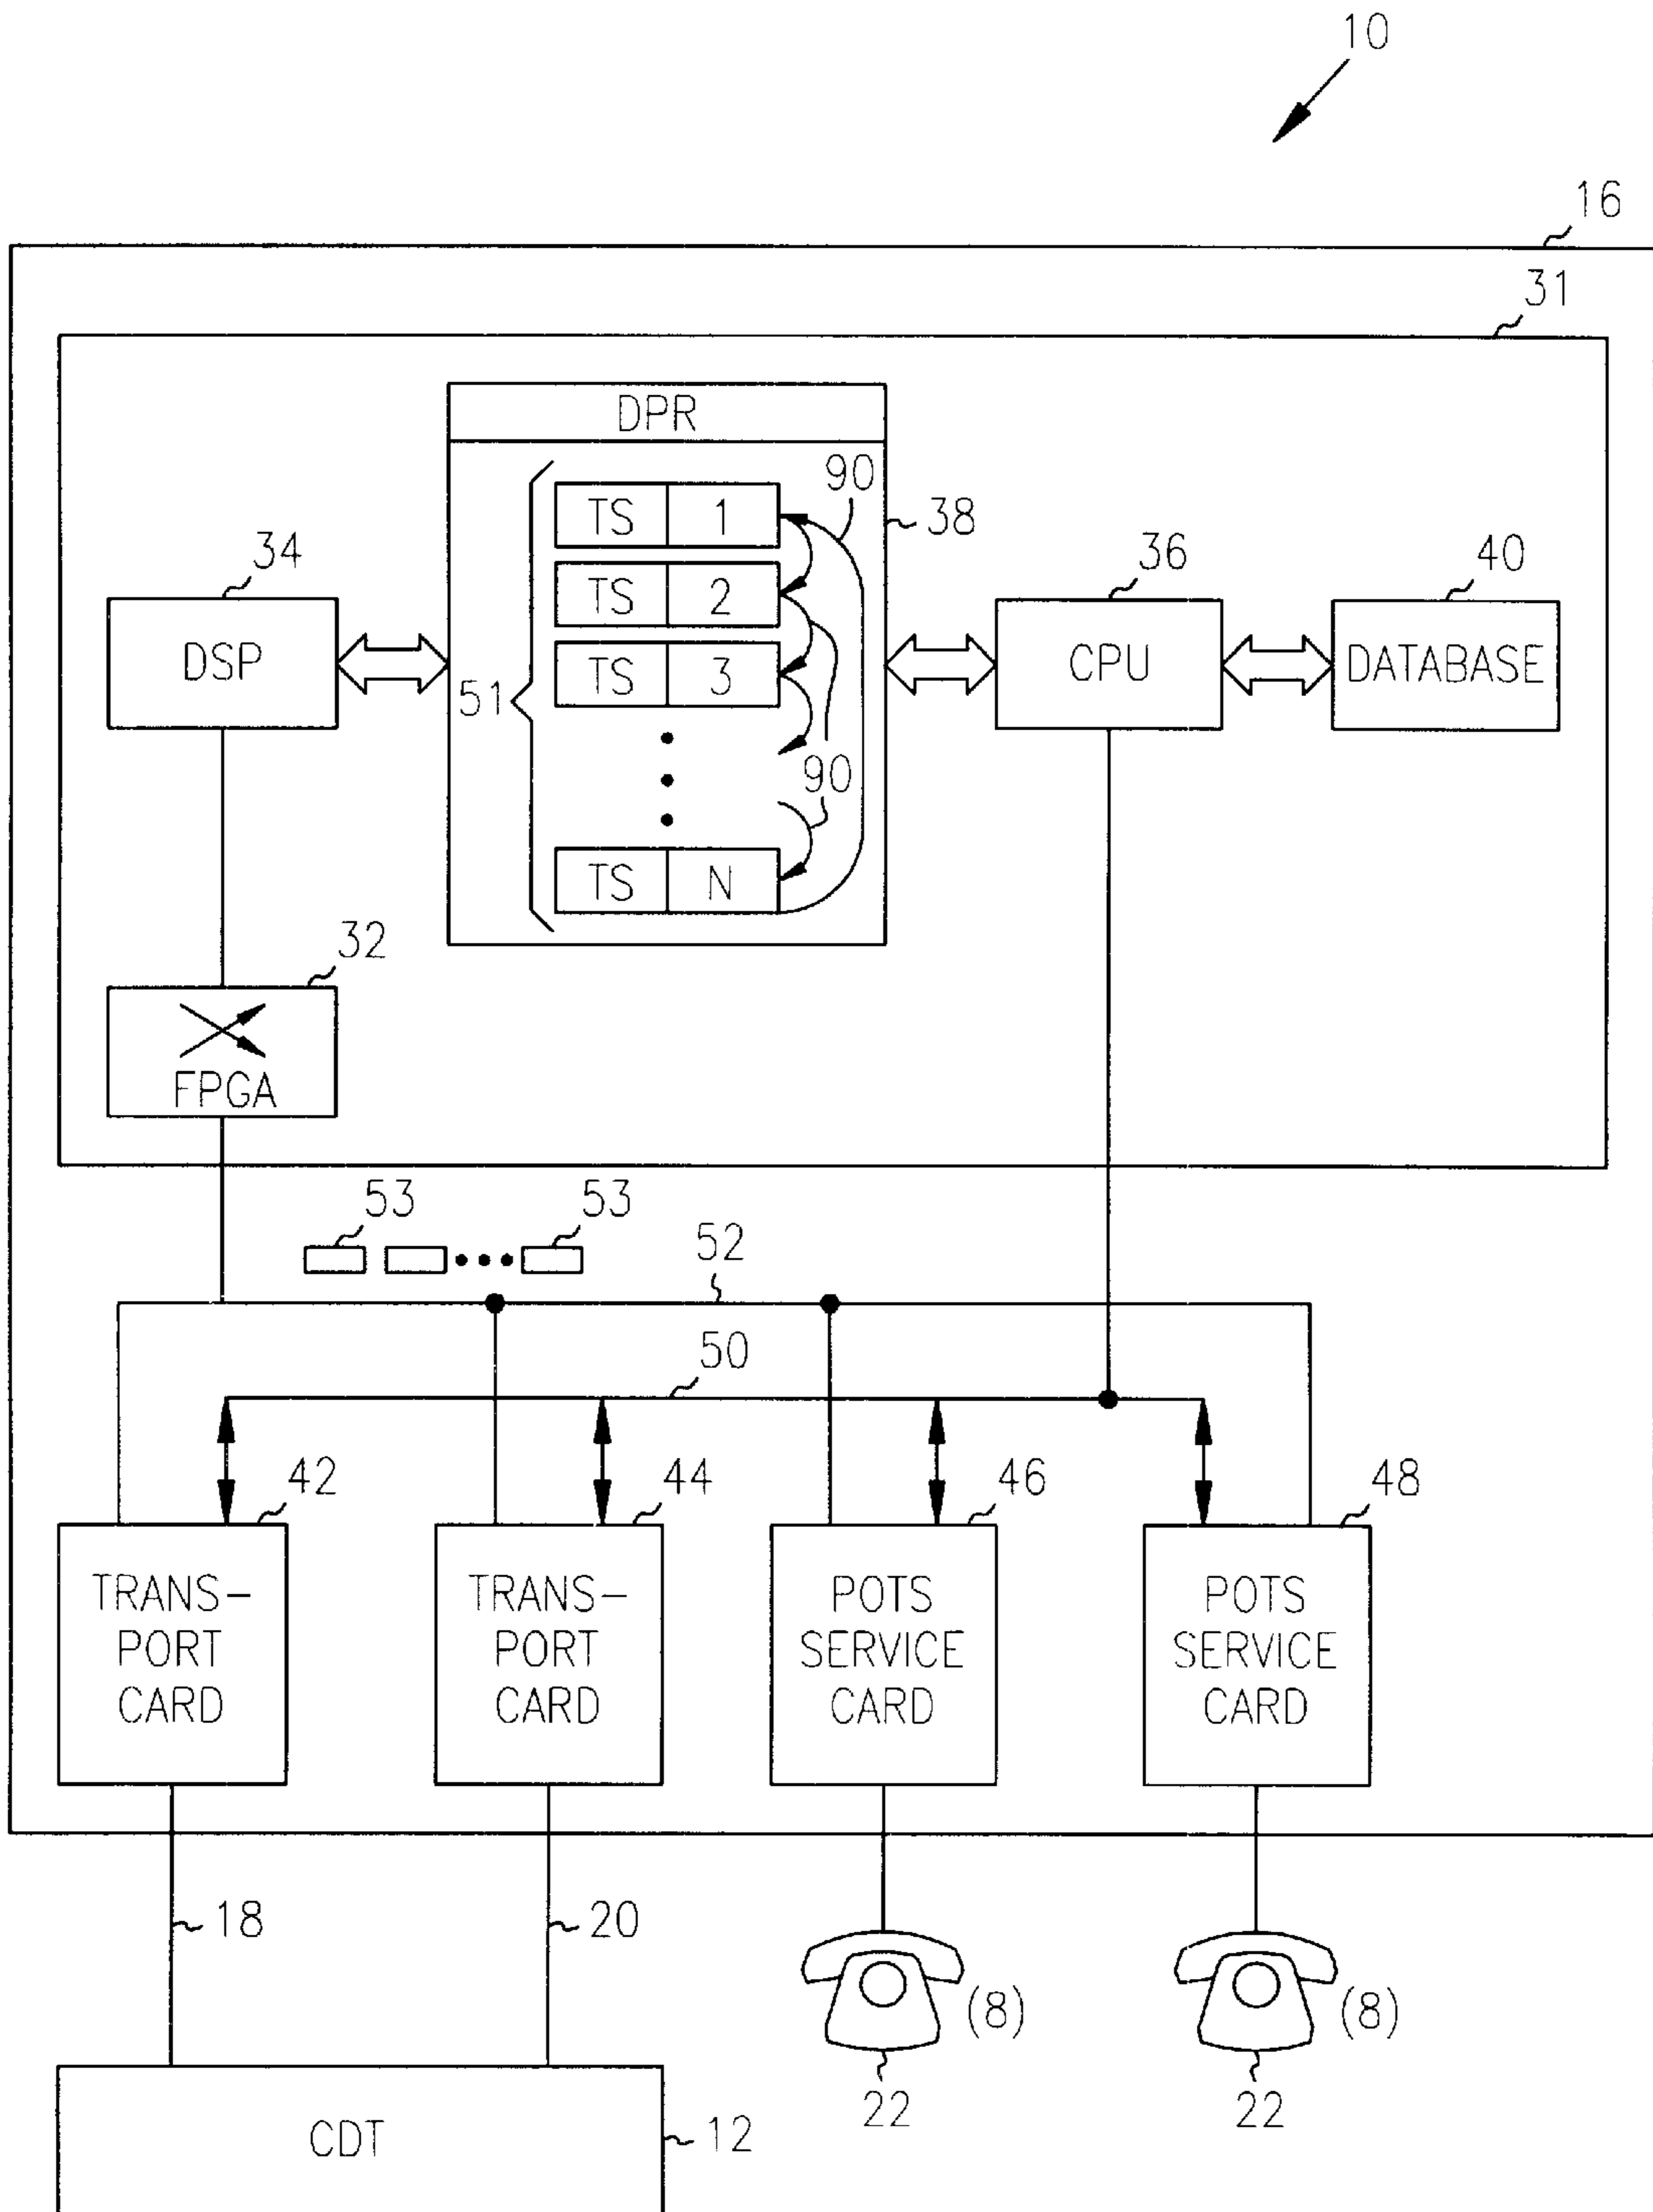 10
16
31
DPR
90
TS 1
38
34
36
40
TS 2
DSP
51
TS 3
CPU
DATABASE
90
TS N
32
FPGA
53
53
52
50
42
44
46
48
TRANS-
PORT
CARD
TRANS-
PORT
CARD
POTS
SERVICE
CARD
POTS
SERVICE
CARD
18
20
(8)
(8)
22
22
CDT
12